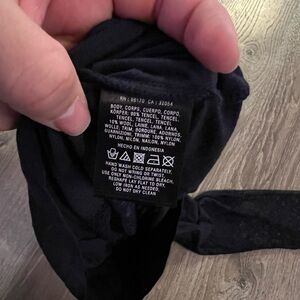 RN : 66170 CA : 32054
BODY, CORPS, CUERPO, CORPO,
KÖRPER: 90% TENCEL, TENCEL,
TENCEL, TENCEL, TENCEL
10% WOOL, LAINE, LANA, LANA,
WOLLE, TRIM, BORDURE, ADORNOS,
GUARNIZIONI, TRIMM: 100% NYLON,
NYLON, MILÓN, NAILON, NYLON
HECHO EN INDONESIA
HAND WASH COLD SEPARATELY.
DO NOT WRING OR TWIST.
USE ONLY NON-CHLORINE BLEACH.
RESHAPE LAY FLAT TO DRY.
LOW IRON AS NEEDED.
DO NOT DRY CLEAN